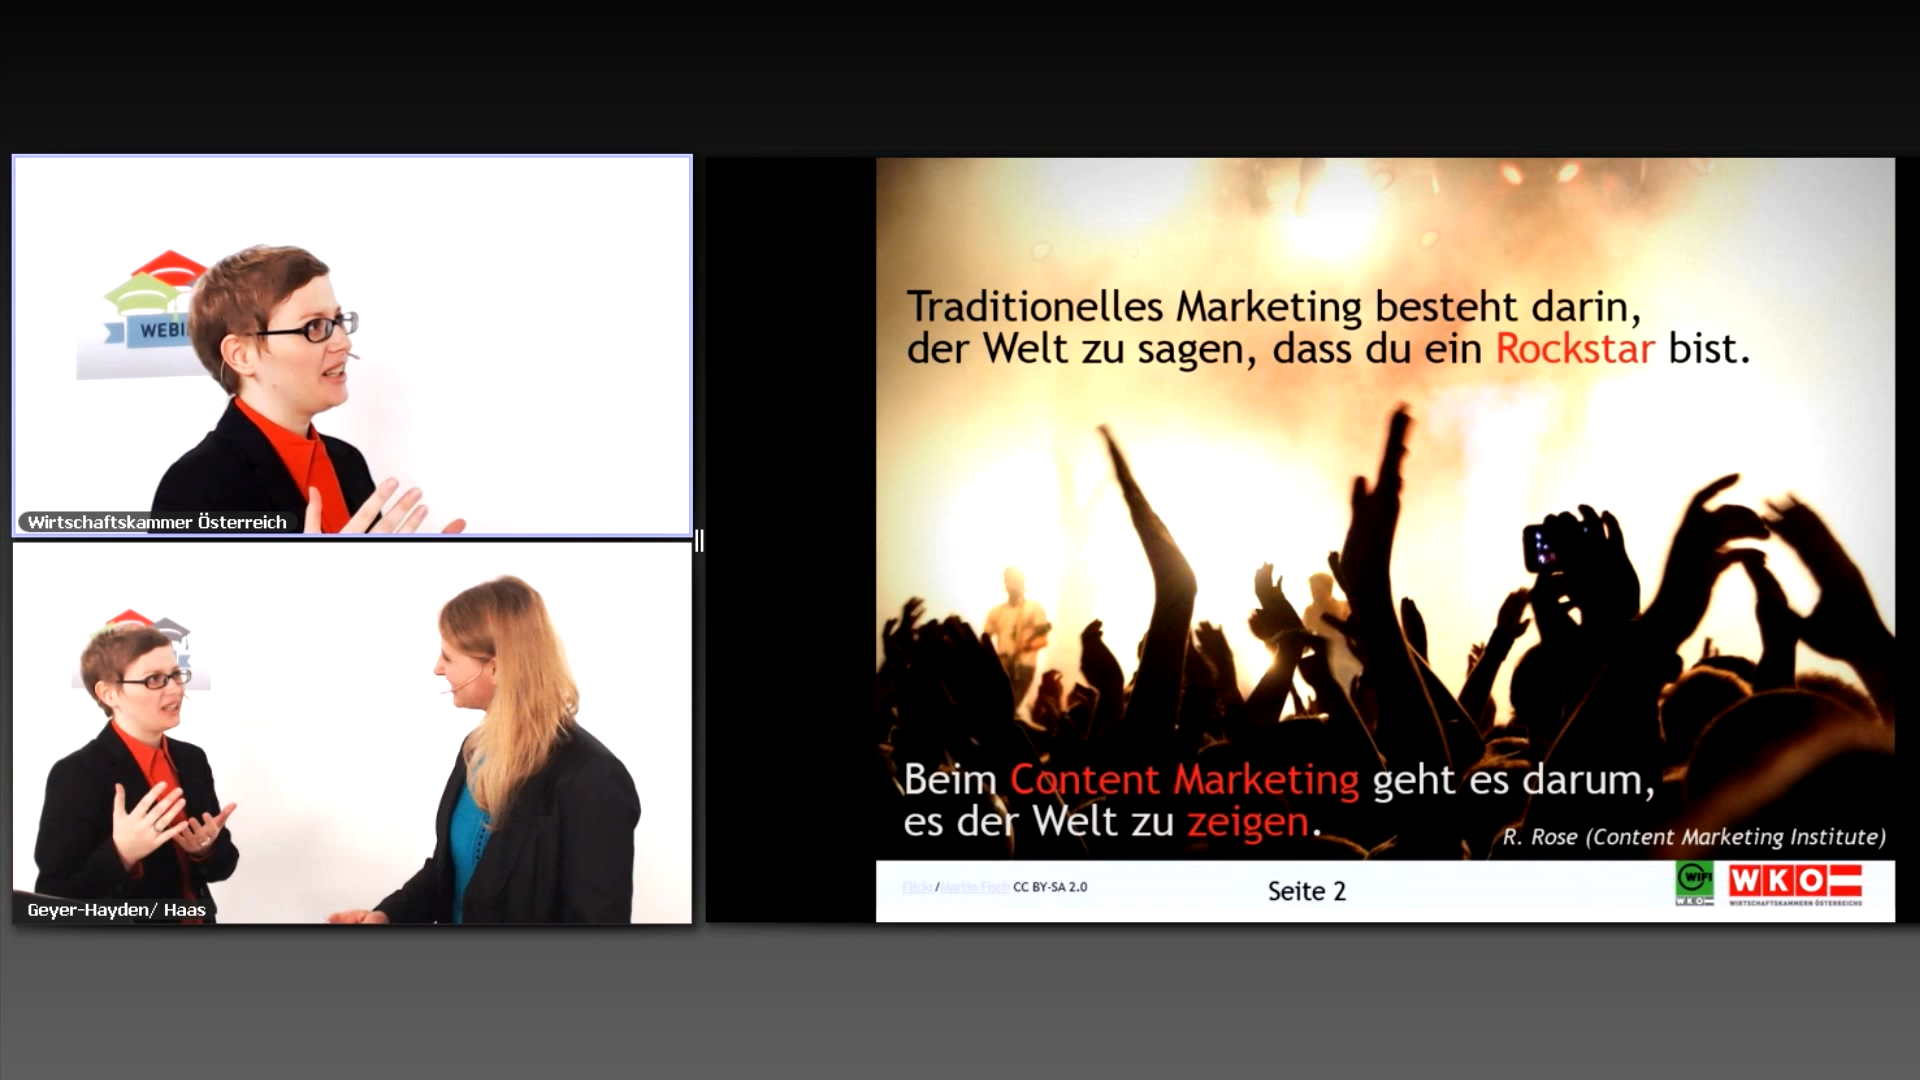 WEBI
Wirtschaftskammer Österreich
Geyer-Hayden/ Haas
Traditionelles Marketing besteht darin,
der Welt zu sagen, dass du ein Rockstar bist.
Beim Content Marketing geht es darum,
es der Welt zu zeigen.
R. Rose (Content Marketing Institute)
Flickr/Martin Fisch CC BY-SA 2.0
Seite 2
WIFI
WKO
WKO
WIRTSCHAFTSKAMMERN ÖSTERREICHS